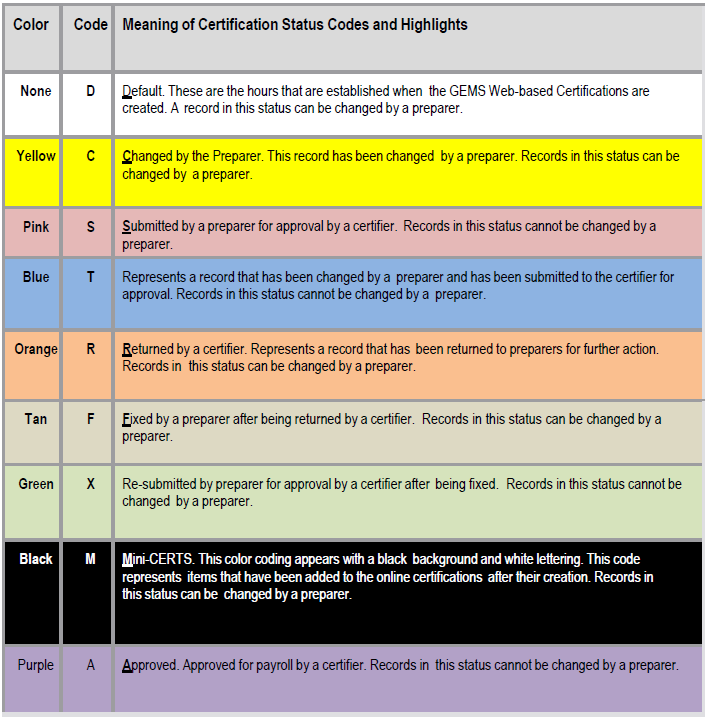 Color Code Meaning of Certification Status Codes and Highlights
None D Default. These are the hours that are established when the GEMS Web-based Certifications are
created. A record in this status can be changed by a preparer.
Yellow C Changed by the Preparer. This record has been changed by a preparer. Records in this status can be
changed by a preparer.
Pink S Submitted by a preparer for approval by a certifier. Records in this status cannot be changed by a
preparer.
Blue T Represents a record that has been changed by a preparer and has been submitted to the certifier for
approval. Records in this status cannot be changed by a preparer.
Orange R Returned by a certifier. Represents a record that has been returned to preparers for further action.
Records in this status can be changed by a preparer.
Tan F Fixed by a preparer after being returned by a certifier. Records in this status can be changed by a
preparer.
Green X Re-submitted by preparer for approval by a certifier after being fixed. Records in this status cannot be
changed by a preparer.
Black M Mini-CERTS. This color coding appears with a black background and white lettering. This code
represents items that have been added to the online certifications after their creation. Records in
this status can be changed by a preparer.
Purple A Approved. Approved for payroll by a certifier. Records in this status cannot be changed by a preparer.